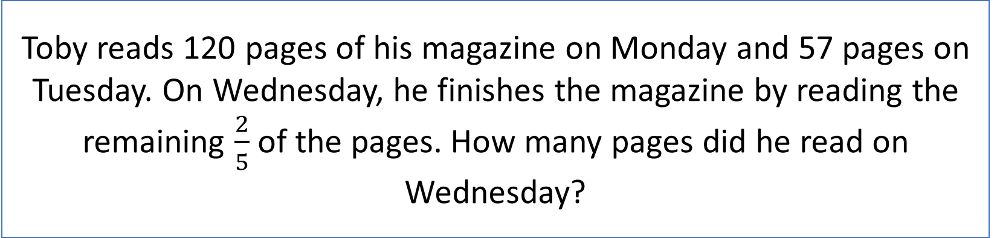 Toby reads 120 pages of his magazine on Monday and 57 pages on
Tuesday. On Wednesday, he finishes the magazine by reading the
remaining 2/5 of the pages. How many pages did he read on
Wednesday?